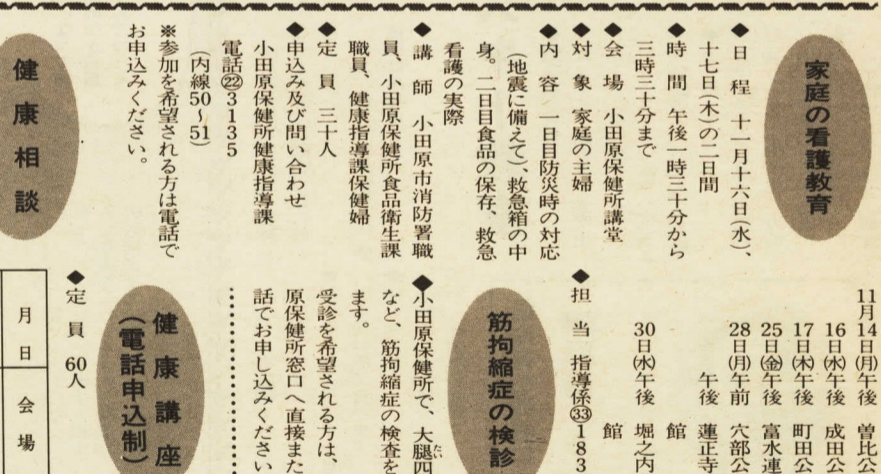 家庭の看護教育
◆日程 十一月十六日(水)、
十七日(木)の二日間
◆時間 午後一時三十分から
三時三十分まで
◆会場 小田原保健所講堂
◆対象 家庭の主婦
◆内容 一日目防災時の対応
(地震に備えて)、救急箱の中
身。二日目食品の保存、救急
看護の実際
◆講師 小田原市消防署職
員、小田原保健所食品衛生課
職員、健康指導課保健婦
◆定員 三十人
◆申込み及び問い合わせ
小田原保健所健康指導課
電話㉒3135
(内線50〜51)
※参加を希望される方は電話で
お申込みください。
健康相談
11月14日(月)午後 曽比公
16日(水)午後 成田公
17日(木)午後 町田公
25日(金)午後 富水連
28日(月)午前 穴部公
午後 蓮正寺
館
30日(水)午後 堀之内
館
◆担当 指導係㉝183
筋拘縮症の検診
◆小田原保健所で、大腿四
たい
など、筋拘縮症の検査を
ます。
受診を希望される方は、
原保健所窓口へ直接また
話でお申し込みください
健康講座
(電話申込制)
◆定員 60人
月日
会場